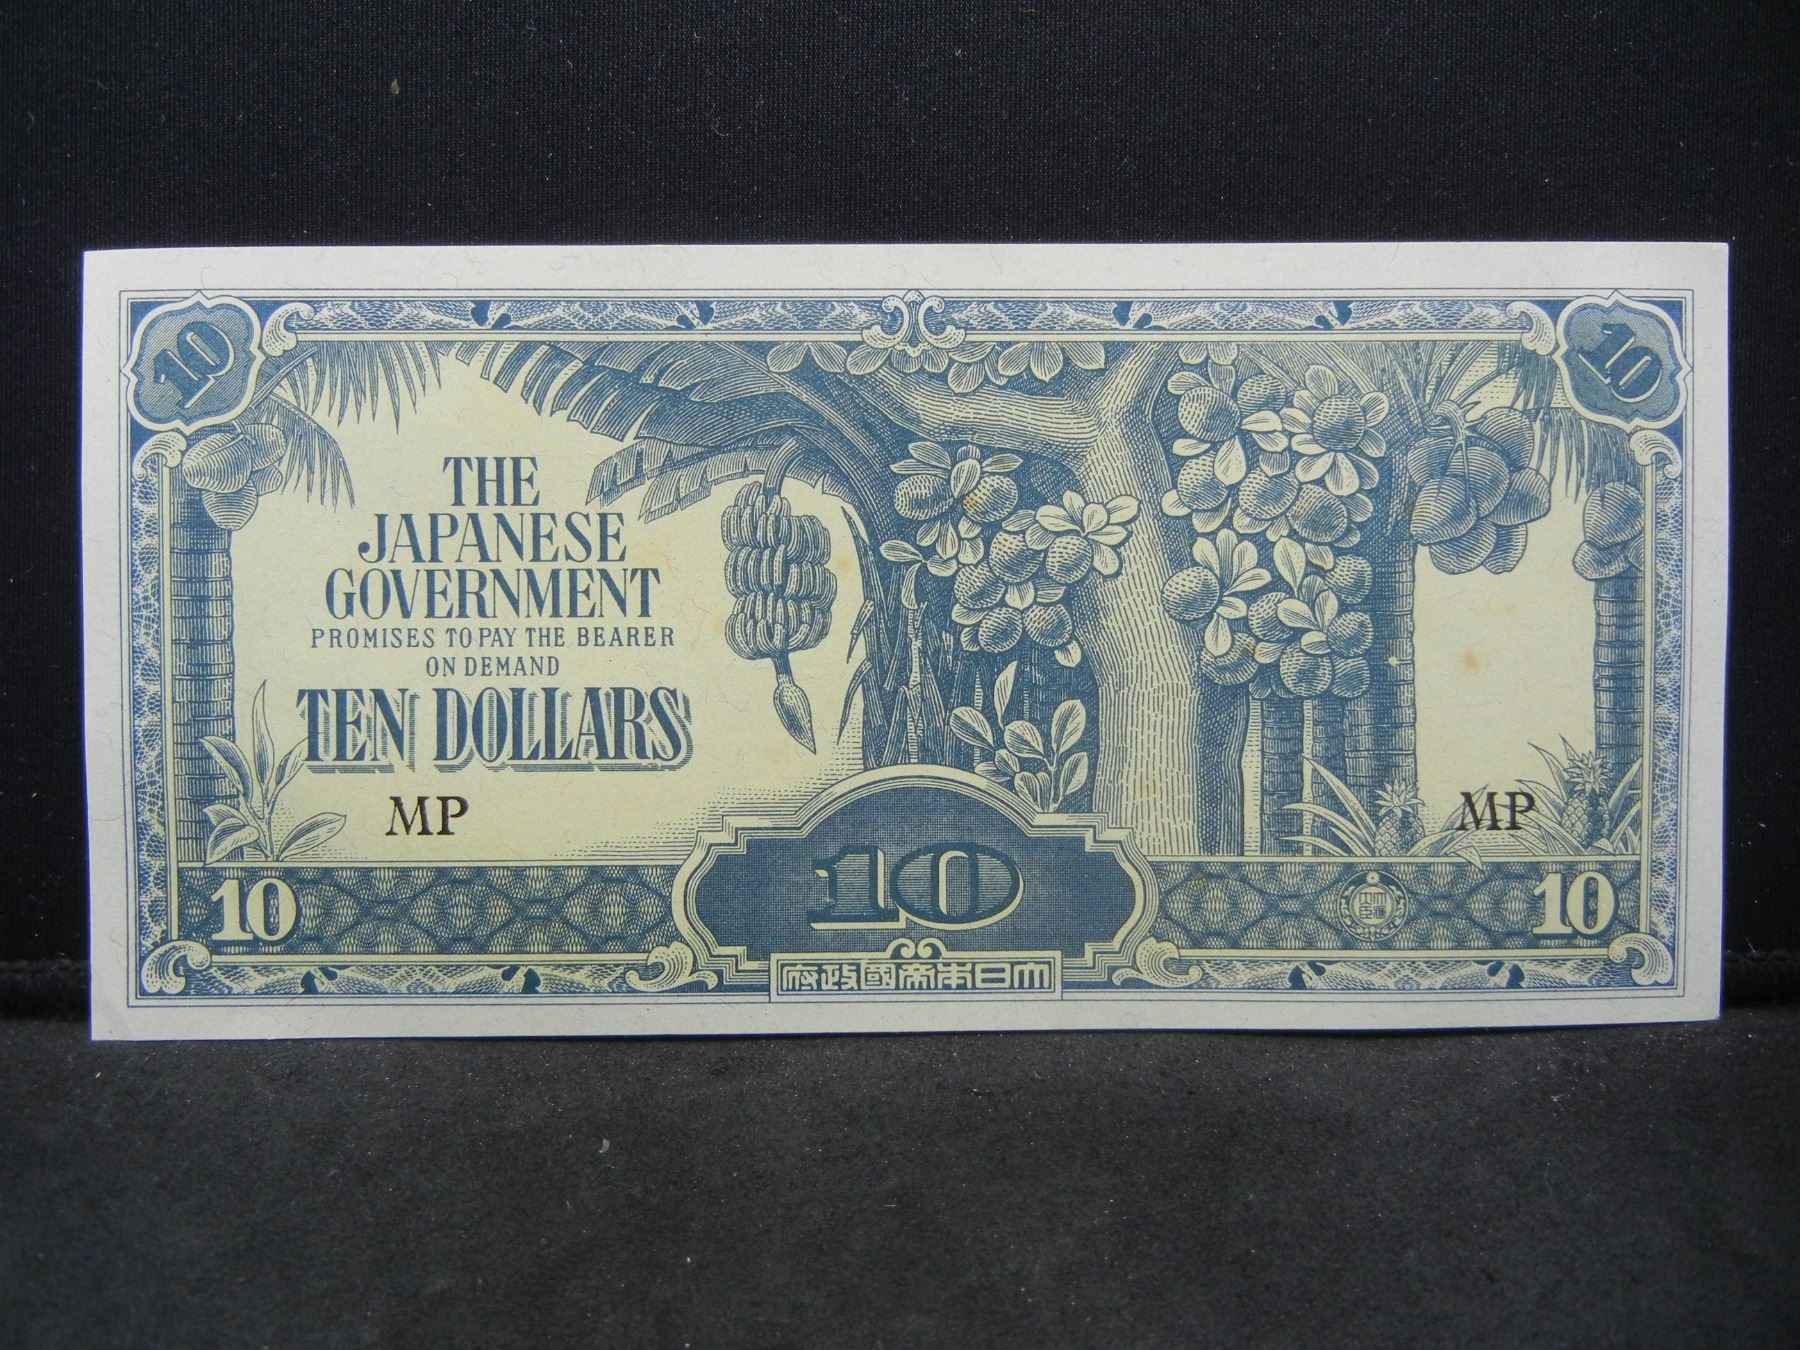 10
10
THE
JAPANESE
GOVERNMENT
PROMISES TO PAY THE BEARER
ON DEMAND
TEN DOLLARS
MP
MP
10
10
10
府政國帝本日大